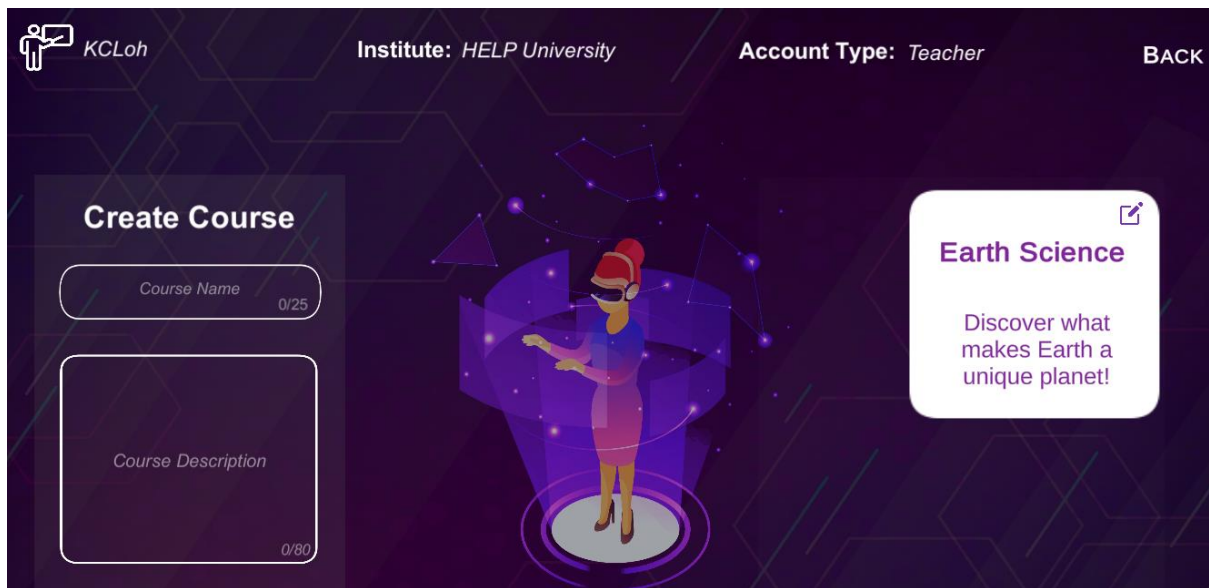 KCLoh
Institute: HELP University
Account Type: Teacher
BACK
Create Course
Course Name
0/25
Course Description
0/80
Earth Science
Discover what
makes Earth a
unique planet!